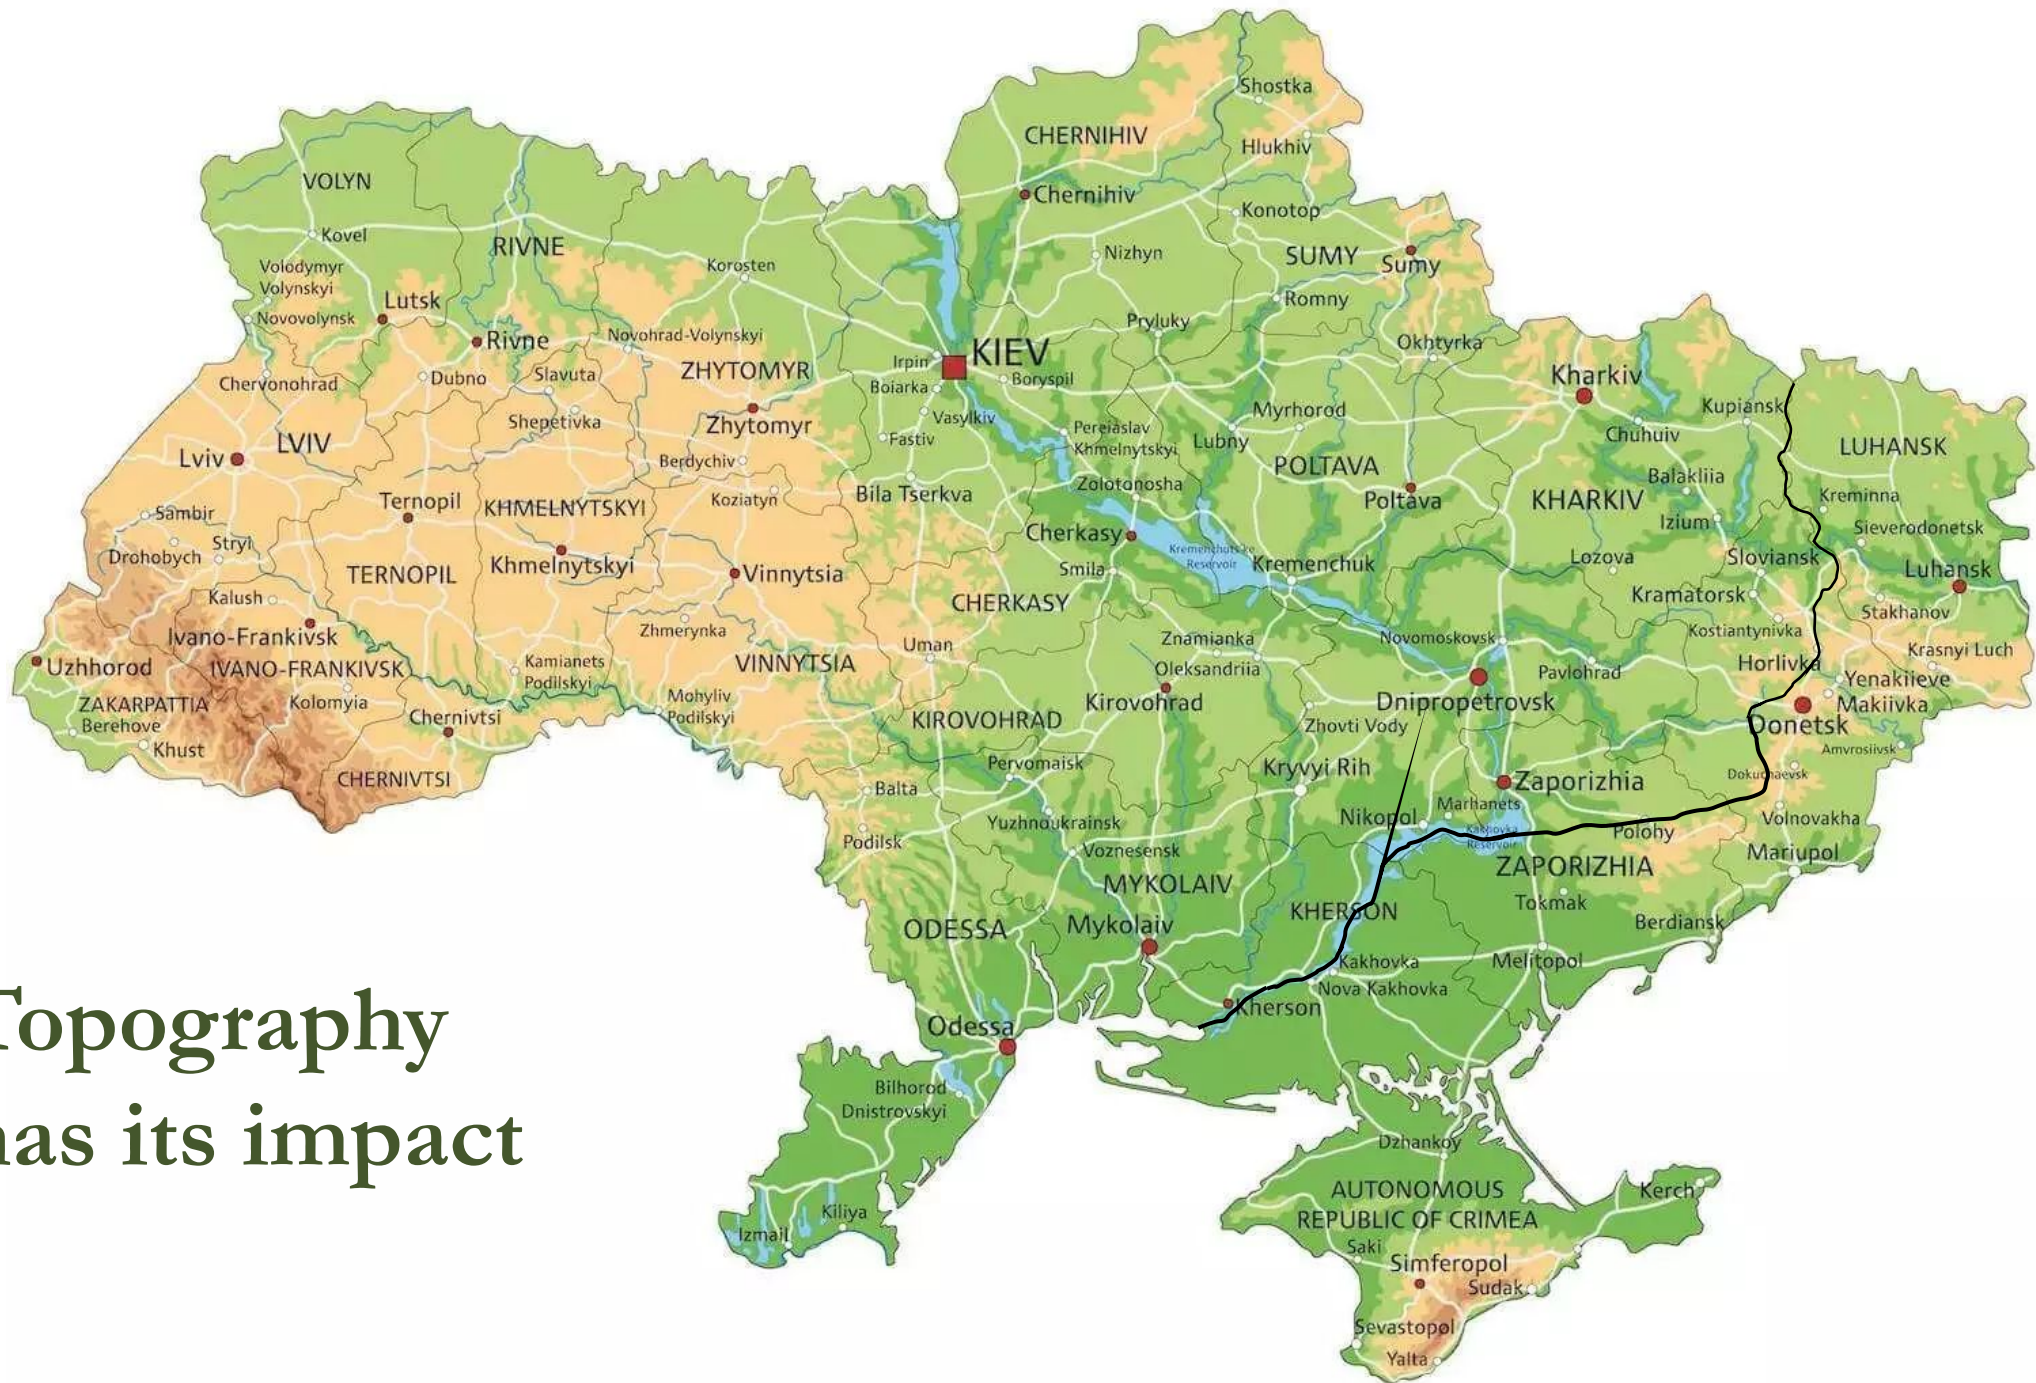 Shostka
CHERNIHIV
Hlukhiv
VOLYN
Chernihiv
Konotop
Kovel
RIVNE
Nizhyn
SUMY
Sumy
Volodymyr
Volynskyi
Korosten
Lutsk
Romny
Novovolynsk
Pryluky
Rivne
Novohrad-Volynskyi
Okhtyrka
KIEV
Irpin
Chervonohrad
Dubno
Slavuta
ZHYTOMYR
Boiarka
Boryspil
Kharkiv
Shepetivka
Zhytomyr
Vasylkiv
Myrhorod
Kupiansk
Pereiaslav
Khmelnytskyi
Fastiv
Lubny
Chuhuiv
LVIV
LUHANSK
Lviv
Berdychiv
POLTAVA
Balakliia
Zolotonosha
Ternopil
KHMELNYTSKYI
Koziatyn
Bila Tserkva
Poltava
KHARKIV
Kreminna
Sambir
Izium
Sieverodonetsk
Stryi
Cherkasy
Drohobych
Kremenchuts'ke
Reservoir
Kremenchuk
Lozova
Sloviansk
Khmelnytskyi
Vinnytsia
Smila
Luhansk
TERNOPIL
Kalush
CHERKASY
Kramatorsk
Stakhanov
Ivano-Frankivsk
Zhmerynka
Uman
Znamianka
Novomoskovsk
Kostiantynivka
Krasnyi Luch
Uzhhorod
IVANO-FRANKIVSK
Kamianets
Podilskyi
VINNYTSIA
Oleksandriia
Pavlohrad
Horlivka
Yenakiieve
ZAKARPATTIA
Kolomyia
Mohyliv
Podilskyi
Kirovohrad
Dnipropetrovsk
Makiivka
Berehove
Chernivtsi
KIROVOHRAD
Zhovti Vody
Donetsk
Khust
Amvrosiivsk
CHERNIVTSI
Pervomaisk
Kryvyi Rih
Zaporizhia
Dokuchaevsk
Balta
Marhanets
Yuzhnoukrainsk
Nikopol
Kakhovka
Reservoir
Polohy
Volnovakha
Podilsk
Voznesensk
Mariupol
ZAPORIZHIA
MYKOLAIV
KHERSON
Tokmak
ODESSA
Mykolaiv
Berdiansk
Kakhovka
Melitopol
Nova Kakhovka
Kherson
Odessa
Topography
has its impact
Bilhorod
Dnistrovskyi
Dzhankoy
AUTONOMOUS
REPUBLIC OF CRIMEA
Kerch
Kiliya
Izmail
Saki
Simferopol
Sudak
Sevastopol
Yalta